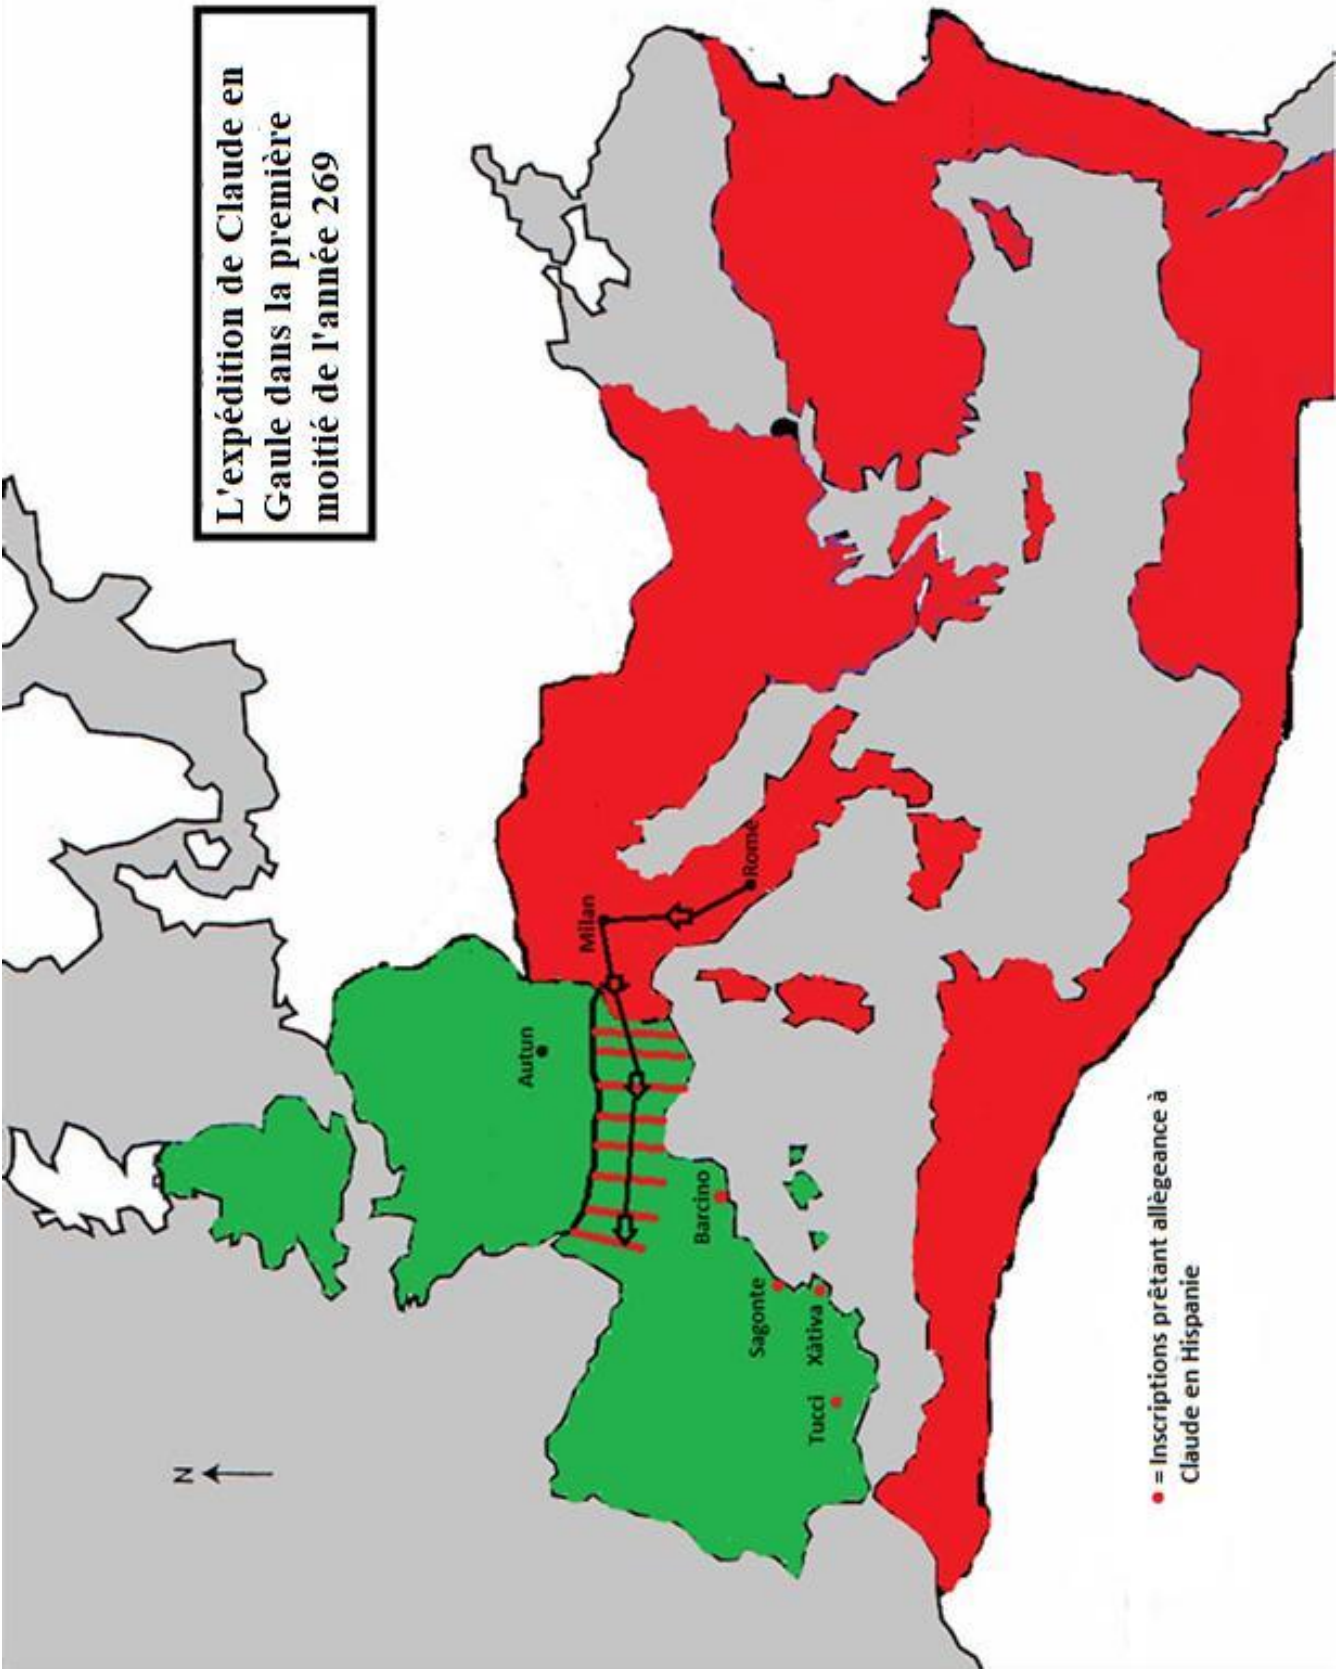 L'expédition de Claude en
Gaule dans la première
moitié de l'année 269
N
Autun
Milan
Rome
Barcino
Sagonte
Xàtiva
Tucci
• = Inscriptions prêtant allègeance à
Claude en Hispanie